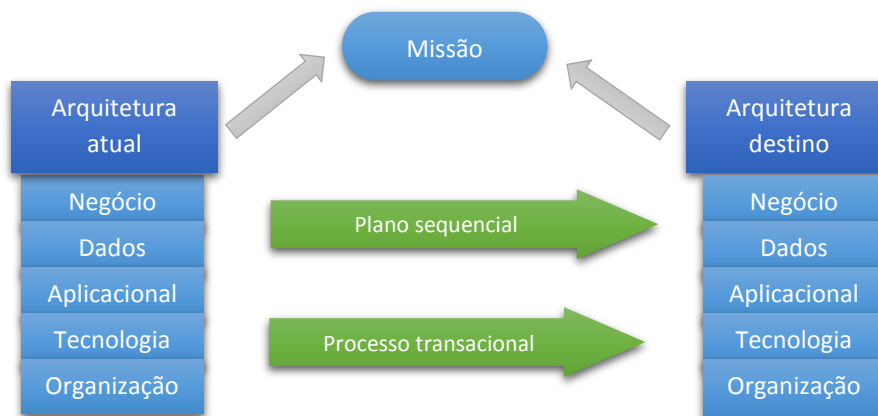 Missão
Arquitetura
atual
Negócio
Dados
Aplicacional
Tecnologia
Organização
Plano sequencial
Processo transacional
Arquitetura
destino
Negócio
Dados
Aplicacional
Tecnologia
Organização